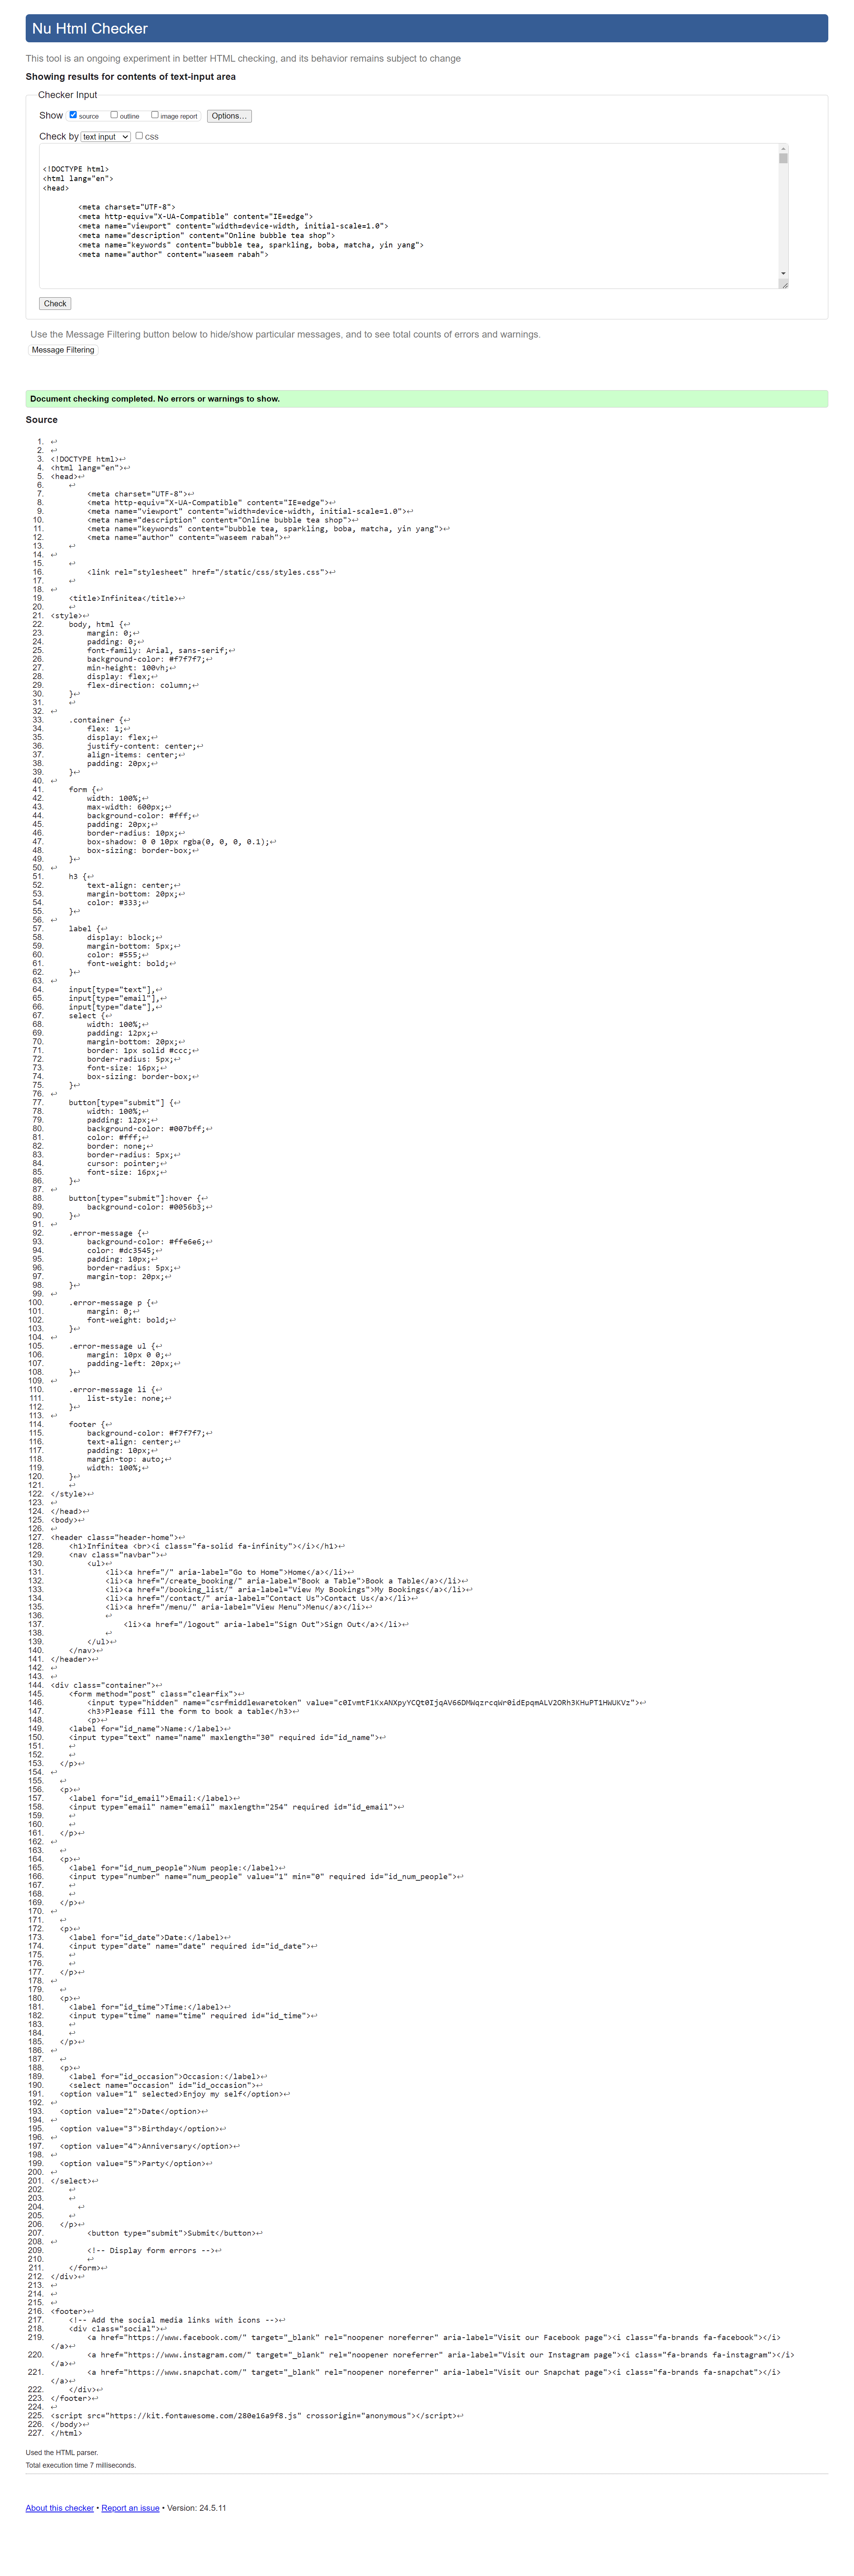 Nu Html Checker
This tool is an ongoing experiment in better HTML checking, and its behavior remains subject to change
Showing results for contents of text-input area
Checker Input
Show source outline image report Options…
Check by text input css
<!DOCTYPE html>
<html lang="en">
<head>
<meta charset="UTF-8">
<meta http-equiv="X-UA-Compatible" content="IE=edge">
<meta name="viewport" content="width=device-width, initial-scale=1.0">
<meta name="description" content="Online bubble tea shop">
<meta name="keywords" content="bubble tea, sparkling, boba, matcha, yin yang">
<meta name="author" content="waseem rabah">
Check
Use the Message Filtering button below to hide/show particular messages, and to see total counts of errors and warnings.
Message Filtering
Document checking completed. No errors or warnings to show.
Source
1. ↩
2. ↩
3. <!DOCTYPE html>↩
4. <html lang="en">↩
5. <head>↩
6. ↩
7. <meta charset="UTF-8">↩
8. <meta http-equiv="X-UA-Compatible" content="IE=edge">↩
9. <meta name="viewport" content="width=device-width, initial-scale=1.0">↩
10. <meta name="description" content="Online bubble tea shop">↩
11. <meta name="keywords" content="bubble tea, sparkling, boba, matcha, yin yang">↩
12. <meta name="author" content="waseem rabah">↩
13. ↩
14. ↩
15. ↩
16. <link rel="stylesheet" href="/static/css/styles.css">↩
17. ↩
18. ↩
19. <title>Infinitea</title>↩
20. ↩
21. <style>↩
22. body, html {↩
23. margin: 0;↩
24. padding: 0;↩
25. font-family: Arial, sans-serif;↩
26. background-color: #f7f7f7;↩
27. min-height: 100vh;↩
28. display: flex;↩
29. flex-direction: column;↩
30. }↩
31. ↩
32. ↩
33. .container {↩
34. flex: 1;↩
35. display: flex;↩
36. justify-content: center;↩
37. align-items: center;↩
38. padding: 20px;↩
39. }↩
40. ↩
41. form {↩
42. width: 100%;↩
43. max-width: 600px;↩
44. background-color: #fff;↩
45. padding: 20px;↩
46. border-radius: 10px;↩
47. box-shadow: 0 0 10px rgba(0, 0, 0, 0.1);↩
48. box-sizing: border-box;↩
49. }↩
50. ↩
51. h3 {↩
52. text-align: center;↩
53. margin-bottom: 20px;↩
54. color: #333;↩
55. }↩
56. ↩
57. label {↩
58. display: block;↩
59. margin-bottom: 5px;↩
60. color: #555;↩
61. font-weight: bold;↩
62. }↩
63. ↩
64. input[type="text"],↩
65. input[type="email"],↩
66. input[type="date"],↩
67. select {↩
68. width: 100%;↩
69. padding: 12px;↩
70. margin-bottom: 20px;↩
71. border: 1px solid #ccc;↩
72. border-radius: 5px;↩
73. font-size: 16px;↩
74. box-sizing: border-box;↩
75. }↩
76. ↩
77. button[type="submit"] {↩
78. width: 100%;↩
79. padding: 12px;↩
80. background-color: #007bff;↩
81. color: #fff;↩
82. border: none;↩
83. border-radius: 5px;↩
84. cursor: pointer;↩
85. font-size: 16px;↩
86. }↩
87. ↩
88. button[type="submit"]:hover {↩
89. background-color: #0056b3;↩
90. }↩
91. ↩
92. .error-message {↩
93. background-color: #ffe6e6;↩
94. color: #dc3545;↩
95. padding: 10px;↩
96. border-radius: 5px;↩
97. margin-top: 20px;↩
98. }↩
99. ↩
100. .error-message p {↩
101. margin: 0;↩
102. font-weight: bold;↩
103. }↩
104. ↩
105. .error-message ul {↩
106. margin: 10px 0 0;↩
107. padding-left: 20px;↩
108. }↩
109. ↩
110. .error-message li {↩
111. list-style: none;↩
112. }↩
113. ↩
114. footer {↩
115. background-color: #f7f7f7;↩
116. text-align: center;↩
117. padding: 10px;↩
118. margin-top: auto;↩
119. width: 100%;↩
120. }↩
121. ↩
122. </style>↩
123. ↩
124. </head>↩
125. <body>↩
126. ↩
127. <header class="header-home">↩
128. <h1>Infinitea <br><i class="fa-solid fa-infinity"></i></h1>↩
129. <nav class="navbar">↩
130. <ul>↩
131. <li><a href="/" aria-label="Go to Home">Home</a></li>↩
132. <li><a href="/create_booking/" aria-label="Book a Table">Book a Table</a></li>↩
133. <li><a href="/booking_list/" aria-label="View My Bookings">My Bookings</a></li>↩
134. <li><a href="/contact/" aria-label="Contact Us">Contact Us</a></li>↩
135. <li><a href="/menu/" aria-label="View Menu">Menu</a></li>↩
136. ↩
137. <li><a href="/logout" aria-label="Sign Out">Sign Out</a></li>↩
138. ↩
139. </ul>↩
140. </nav>↩
141. </header>↩
142. ↩
143. ↩
144. <div class="container">↩
145. <form method="post" class="clearfix">↩
146. <input type="hidden" name="csrfmiddlewaretoken" value="c0IvmtF1KxANXpyYCQt0IjqAV66DMWqzrcqWr0idEpqmALV2ORh3KHuPT1HWUKVz">↩
147. <h3>Please fill the form to book a table</h3>↩
148. <p>↩
149. <label for="id_name">Name:</label>↩
150. <input type="text" name="name" maxlength="30" required id="id_name">↩
151. ↩
152. ↩
153. </p>↩
154. ↩
155. ↩
156. <p>↩
157. <label for="id_email">Email:</label>↩
158. <input type="email" name="email" maxlength="254" required id="id_email">↩
159. ↩
160. ↩
161. </p>↩
162. ↩
163. ↩
164. <p>↩
165. <label for="id_num_people">Num people:</label>↩
166. <input type="number" name="num_people" value="1" min="0" required id="id_num_people">↩
167. ↩
168. ↩
169. </p>↩
170. ↩
171. ↩
172. <p>↩
173. <label for="id_date">Date:</label>↩
174. <input type="date" name="date" required id="id_date">↩
175. ↩
176. ↩
177. </p>↩
178. ↩
179. ↩
180. <p>↩
181. <label for="id_time">Time:</label>↩
182. <input type="time" name="time" required id="id_time">↩
183. ↩
184. ↩
185. </p>↩
186. ↩
187. ↩
188. <p>↩
189. <label for="id_occasion">Occasion:</label>↩
190. <select name="occasion" id="id_occasion">↩
191. <option value="1" selected>Enjoy my self</option>↩
192. ↩
193. <option value="2">Date</option>↩
194. ↩
195. <option value="3">Birthday</option>↩
196. ↩
197. <option value="4">Anniversary</option>↩
198. ↩
199. <option value="5">Party</option>↩
200. ↩
201. </select>↩
202. ↩
203. ↩
204. ↩
205. ↩
206. </p>↩
207. <button type="submit">Submit</button>↩
208. ↩
209. <!-- Display form errors -->↩
210. ↩
211. </form>↩
212. </div>↩
213. ↩
214. ↩
215. ↩
216. <footer>↩
217. <!-- Add the social media links with icons -->↩
218. <div class="social">↩
219. <a href="https://www.facebook.com/" target="_blank" rel="noopener noreferrer" aria-label="Visit our Facebook page"><i class="fa-brands fa-facebook"></i>
</a>↩
220. <a href="https://www.instagram.com/" target="_blank" rel="noopener noreferrer" aria-label="Visit our Instagram page"><i class="fa-brands fa-instagram"></i>
</a>↩
221. <a href="https://www.snapchat.com/" target="_blank" rel="noopener noreferrer" aria-label="Visit our Snapchat page"><i class="fa-brands fa-snapchat"></i>
</a>↩
222. </div>↩
223. </footer>↩
224. ↩
225. <script src="https://kit.fontawesome.com/280e16a9f8.js" crossorigin="anonymous"></script>↩
226. </body>↩
227. </html>
Used the HTML parser.
Total execution time 7 milliseconds.
About this checker • Report an issue • Version: 24.5.11